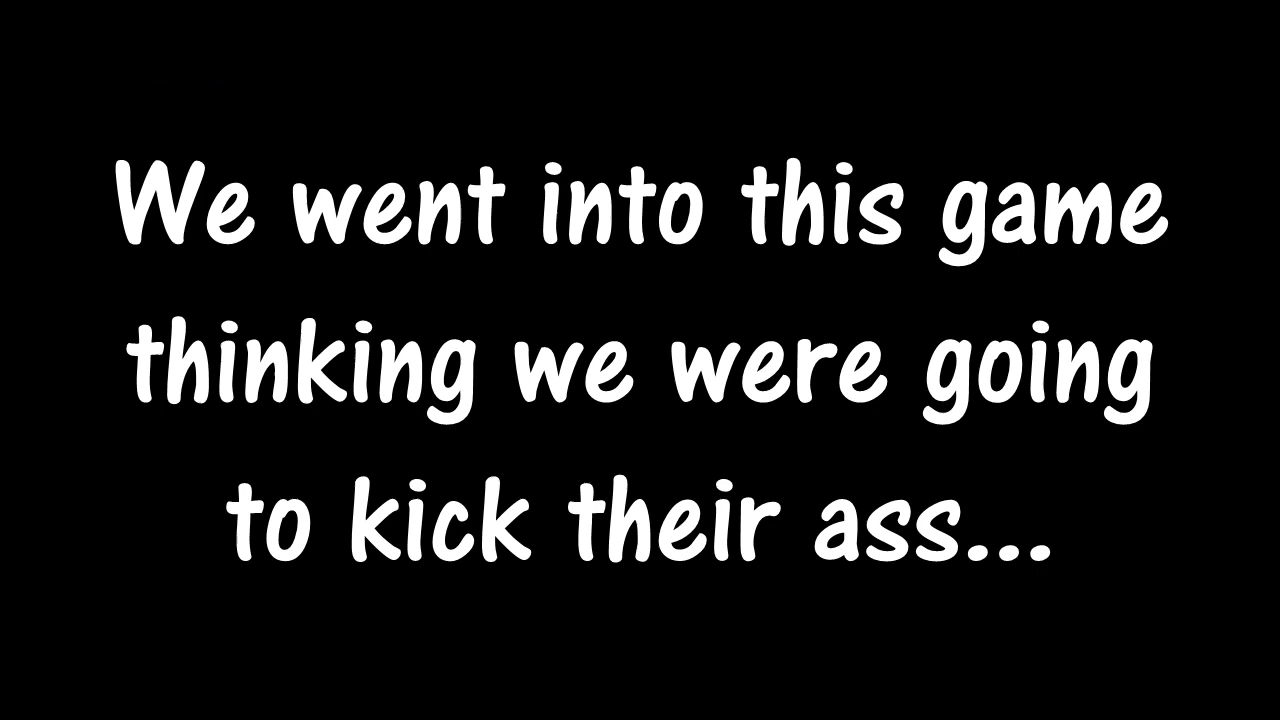 We went into this game
thinking we were going
to kick their ass...